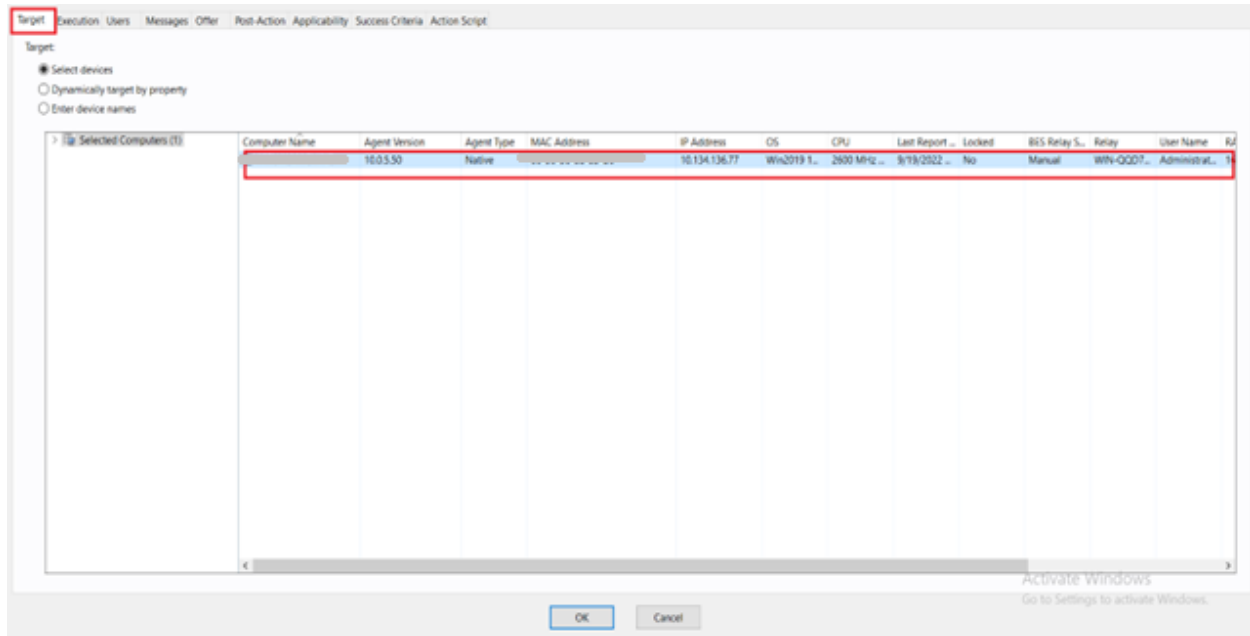 Target Execution Users Messages Offer Post-Action Applicability Success Criteria Action Script
Target:
Select devices
Dynamically target by property
Enter device names
Selected Computers (1)
Computer Name Agent Version Agent Type MAC Address IP Address OS CPU Last Report ... Locked BES Relay S... Relay User Name RA
10.0.5.50 Native 10.134.136.77 Win2019 1... 2600 MHz ... 9/19/2022 ... No Manual WIN-QQD7... Administrat...
Activate Windows
Go to Settings to activate Windows.
OK Cancel